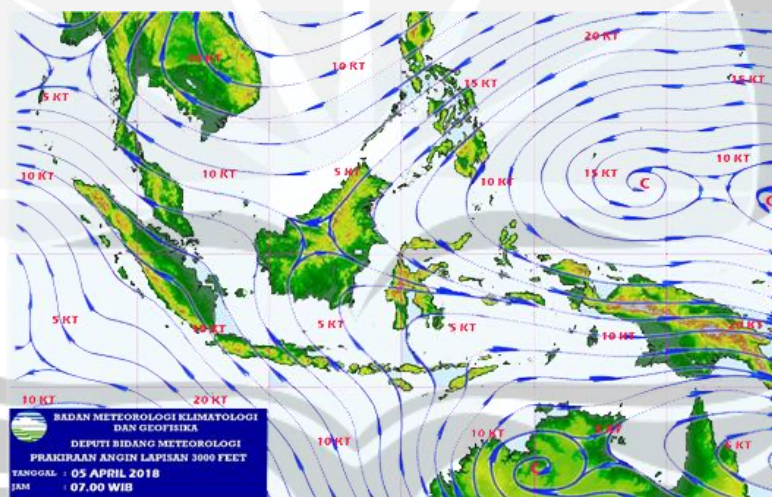 20 KT
10 KT
10 KT
15 KT
15 KT
5 KT
10 KT
5 KT
15 KT
C
10 KT
10 KT
10 KT
C
5 KT
10 KT
5 KT
5 KT
10 KT
20 KT
10 KT
20 KT
10 KT
10 KT
5 KT
C
BADAN METEOROLOGI KLIMATOLOGI
DAN GEOFISIKA
DEPUTI BIDANG METEOROLOGI
PRAKIRAAN ANGIN LAPISAN 3000 FEET
TANGGAL : 05 APRIL 2018
JAM : 07.00 WIB